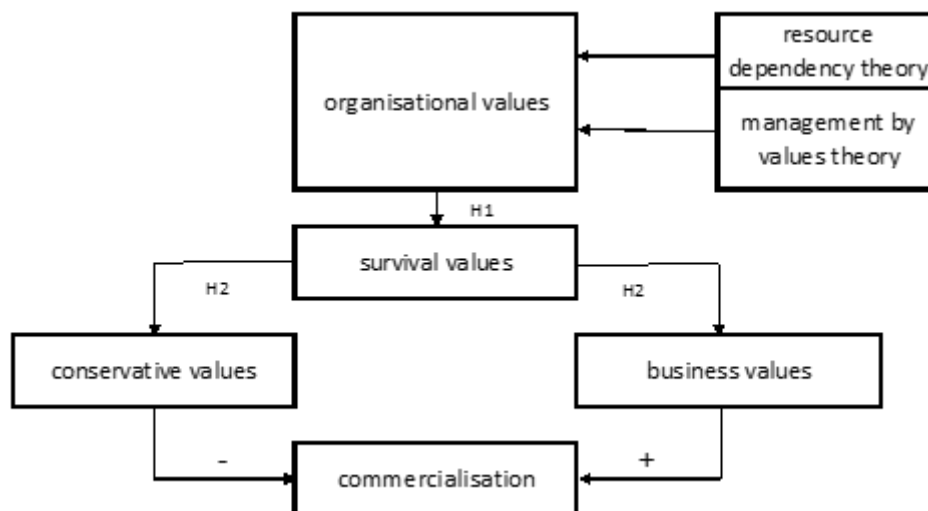 resource
dependency theory
organisational values
management by
values theory
H1
survival values
H2
H2
conservative values
business values
-
+
commercialisation